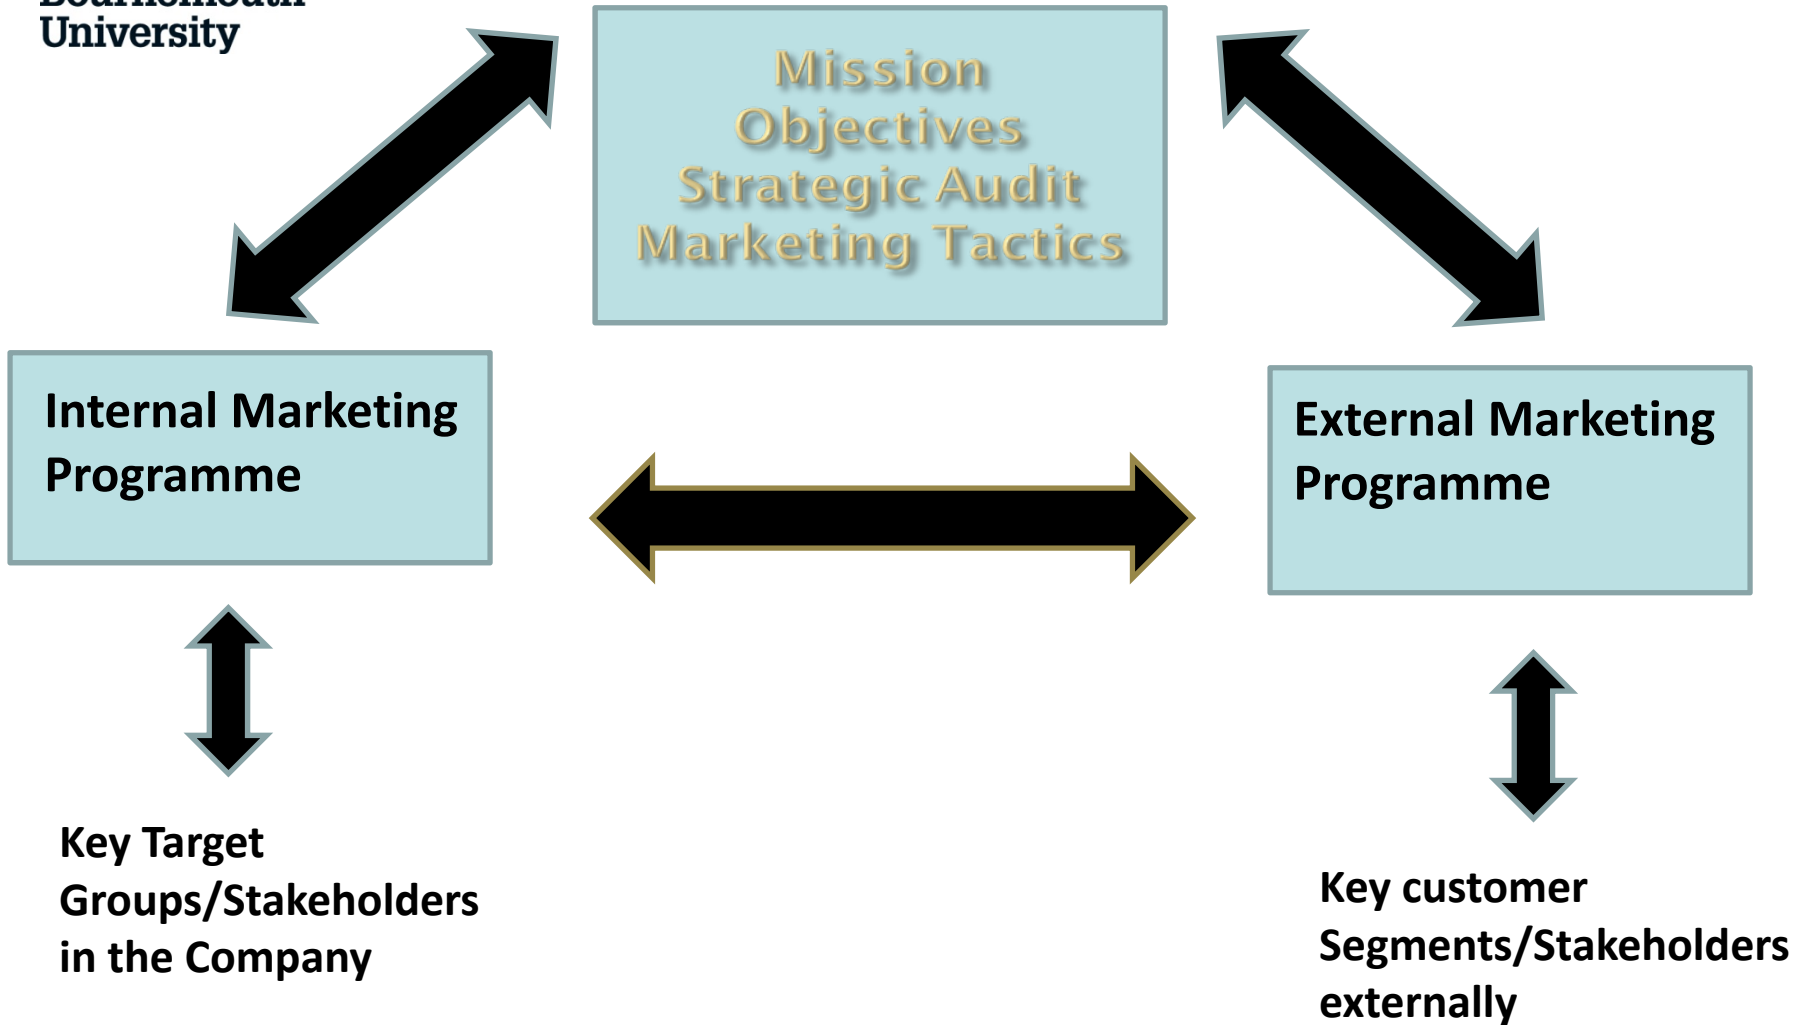 Bournemouth
University
Mission
Objectives
Strategic Audit
Marketing Tactics
Internal Marketing
Programme
External Marketing
Programme
Key Target
Groups/Stakeholders
in the Company
Key customer
Segments/Stakeholders
externally